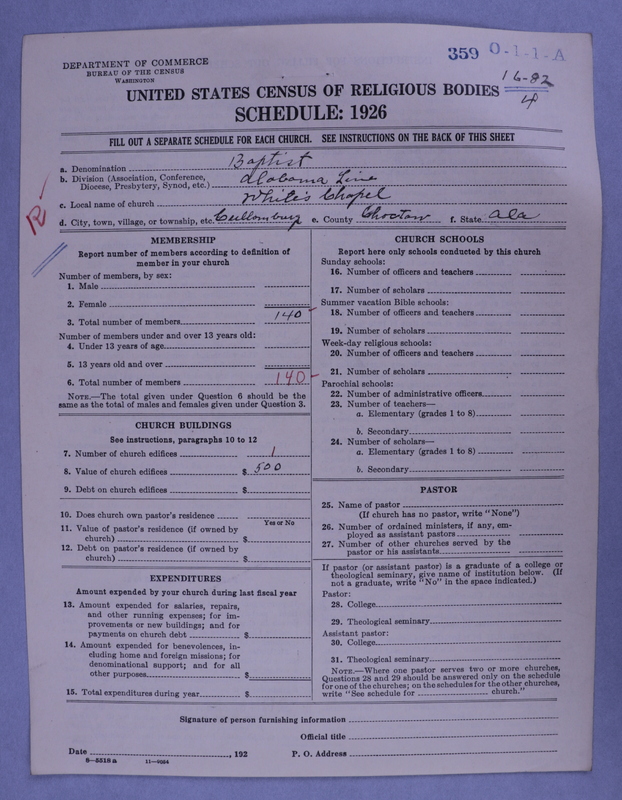 DEPARTMENT OF COMMERCE
BUREAU OF THE CENSUS
WASHINGTON
359 O-1-1-A
16-82
4
UNITED STATES CENSUS OF RELIGIOUS BODIES
SCHEDULE: 1926
FILL OUT A SEPARATE SCHEDULE FOR EACH CHURCH. SEE INSTRUCTIONS ON THE BACK OF THIS SHEET
a. Denomination Baptist
b. Division (Association, Conference, Diocese, Presbytery, Synod, etc.) Alabama Line
c. Local name of church White's Chapel
d. City, town, village, or township, etc. Cullomburg e. County Choctaw f. State Ala
R
MEMBERSHIP
Report number of members according to definition of
member in your church
Number of members, by sex:
1. Male
2. Female
3. Total number of members 140
Number of members under and over 13 years old:
4. Under 13 years of age
5. 13 years old and over
6. Total number of members 140
NOTE.—The total given under Question 6 should be the
same as the total of males and females given under Question 3.
CHURCH BUILDINGS
See instructions, paragraphs 10 to 12
7. Number of church edifices 1
8. Value of church edifices $ 500
9. Debt on church edifices $
10. Does church own pastor's residence
Yes or No
11. Value of pastor's residence (if owned by
church) $
12. Debt on pastor's residence (if owned by
church) $
EXPENDITURES
Amount expended by your church during last fiscal year
13. Amount expended for salaries, repairs,
and other running expenses; for im-
provements or new buildings; and for
payments on church debt $
14. Amount expended for benevolences, in-
cluding home and foreign missions; for
denominational support; and for all
other purposes $
15. Total expenditures during year $
CHURCH SCHOOLS
Report here only schools conducted by this church
Sunday schools:
16. Number of officers and teachers
17. Number of scholars
Summer vacation Bible schools:
18. Number of officers and teachers
19. Number of scholars
Week-day religious schools:
20. Number of officers and teachers
21. Number of scholars
Parochial schools:
22. Number of administrative officers
23. Number of teachers—
a. Elementary (grades 1 to 8)
b. Secondary
24. Number of scholars—
a. Elementary (grades 1 to 8)
b. Secondary
PASTOR
25. Name of pastor
(If church has no pastor, write "None")
26. Number of ordained ministers, if any, em-
ployed as assistant pastors
27. Number of other churches served by the
pastor or his assistants
If pastor (or assistant pastor) is a graduate of a college or
theological seminary, give name of institution below. (If
not a graduate, write "No" in the space indicated.)
Pastor:
28. College
29. Theological seminary
Assistant pastor:
30. College
31. Theological seminary
NOTE.—Where one pastor serves two or more churches,
Questions 28 and 29 should be answered only on the schedule
for one of the churches; on the schedules for the other churches,
write "See schedule for church."
Signature of person furnishing information
Official title
Date , 192 P. O. Address
6—5518 a 11—9064